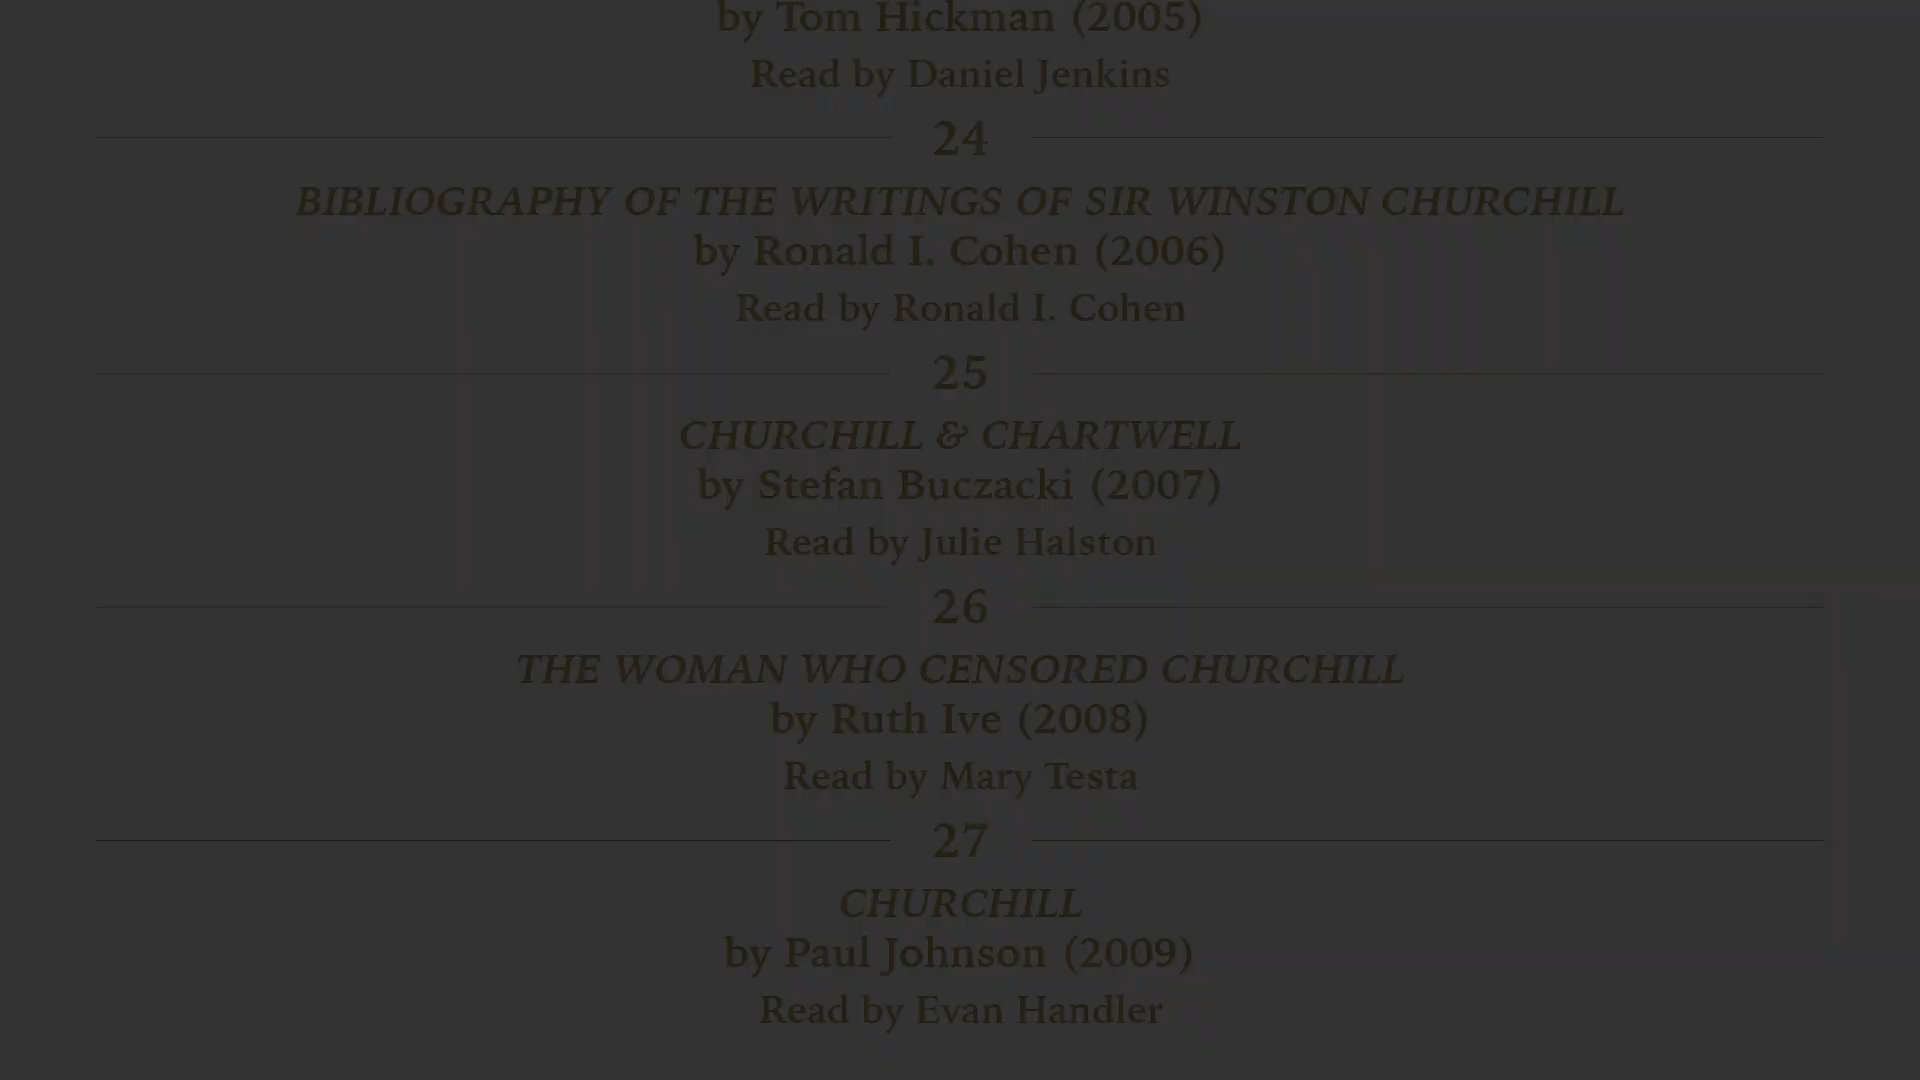 by Tom Hickman (2005)
Read by Daniel Jenkins
24
BIBLIOGRAPHY OF THE WRITINGS OF SIR WINSTON CHURCHILL
by Ronald I. Cohen (2006)
Read by Ronald I. Cohen
25
CHURCHILL & CHARTWELL
by Stefan Buczacki (2007)
Read by Julie Halston
26
THE WOMAN WHO CENSORED CHURCHILL
by Ruth Ive (2008)
Read by Mary Testa
27
CHURCHILL
by Paul Johnson (2009)
Read by Evan Handler